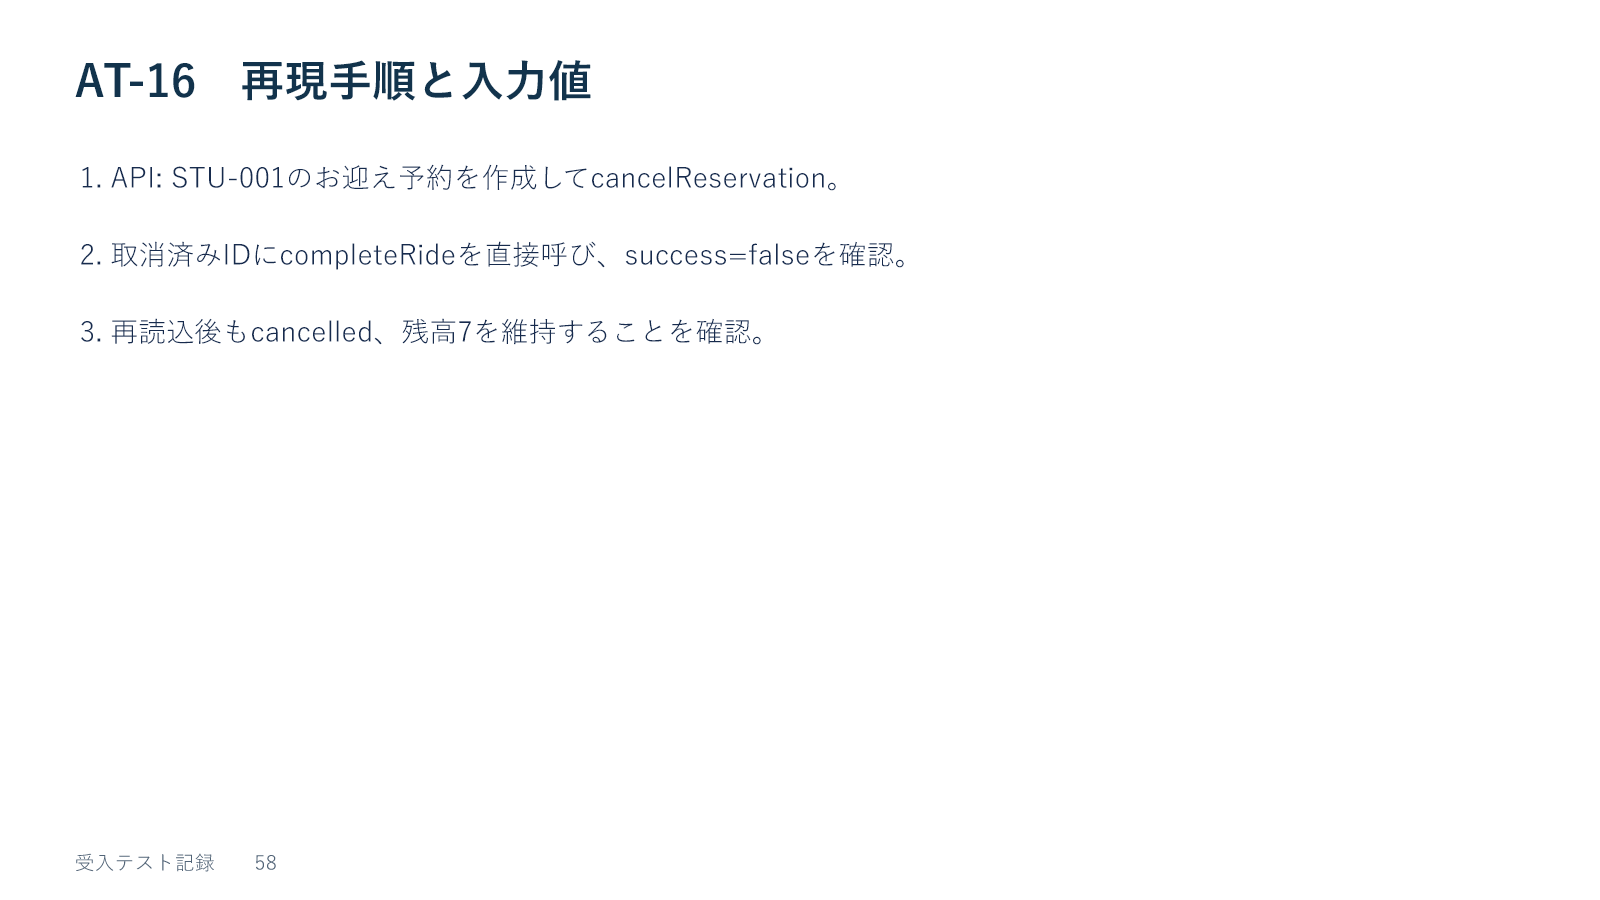 AT-16　再現手順と入力値
1. API: STU-001のお迎え予約を作成してcancelReservation。
2. 取消済みIDにcompleteRideを直接呼び、success=falseを確認。
3. 再読込後もcancelled、残高7を維持することを確認。
受入テスト記録　58